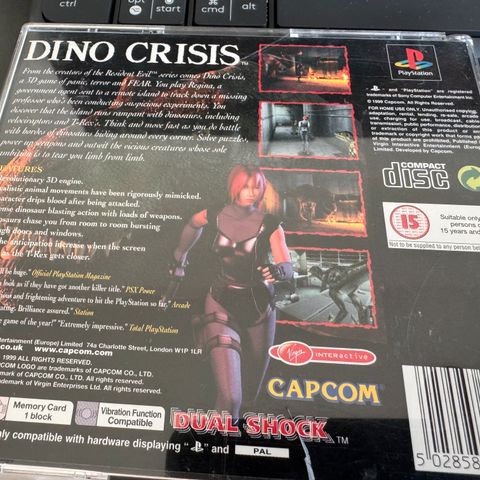 ctrl
opt
start
cmd
alt
DINO CRISIS™
From the creators of the Resident Evil™ series comes Dino Crisis,
a 3D game of panic, terror and FEAR. You play Regina, a
government agent sent to a remote island to track down a missing
professor who's been conducting suspicious experiments. You
discover that the island runs rampant with dinosaurs, including
velociraptors and T-Rex's. Think and move fast as you do battle
with hordes of dinosaurs hiding around every corner. Solve puzzles,
power up weapons and outwit the vicious creatures whose sole
ambition is to tear you limb from limb.
FEATURES
revolutionary 3D engine.
realistic animal movements have been rigorously mimicked.
character drips blood after being attacked.
dinosaur blasting action with loads of weapons.
dinosaurs chase you from room to room bursting
through doors and windows.
the anticipation increase when the screen
the T-Rex gets closer.
be huge." Official PlayStation Magazine
look as if they have got another killer title." PSX Power
and frightening adventure to hit the PlayStation so far." Arcade
Brilliance assured." Station
game of the year!" "Extremely impressive." Total PlayStation
Entertainment (Europe) Limited 74a Charlotte Street, London W1P 1LR
co.uk www.capcom.com
1999 ALL RIGHTS RESERVED.
CAPCOM LOGO are trademarks of CAPCOM CO., LTD.
CAPCOM CO., LTD. All rights reserved.
trademark of Virgin Enterprises Ltd. All rights reserved.
Memory Card
1 block
Vibration Function
Compatible
DUAL SHOCK™
only compatible with hardware displaying " " and PAL
PlayStation
" " and "PlayStation" are registered
trademarks of Sony Computer Entertainment Inc.
© 1999 CAPCOM. ALL RIGHTS RESERVED.
FOR HOME USE ONLY. Unauthorised copying,
adaptation, rental, lending, re-sale, arcade
use, charging for use, broadcast, cable
transmission, public performance, distribution
or extraction of this product or any
trademark or copyright work that forms part
of this product are prohibited. Published by
Virgin Interactive Entertainment (Europe)
Limited. Developed by Capcom.
COMPACT
disc
15
Suitable only
persons of
15 years and
Not to be supplied to any person below
Virgin INTERACTIVE
CAPCOM
5 02858